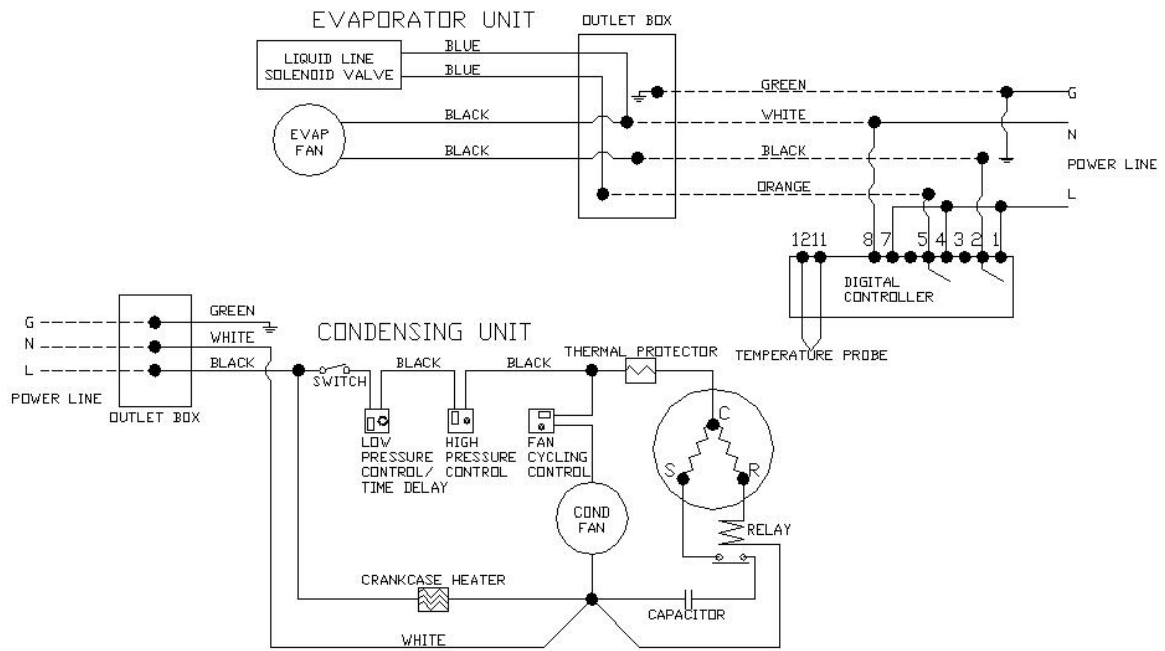 EVAPORATOR UNIT
OUTLET BOX
LIQUID LINE
SOLENOID VALVE
BLUE
BLUE
EVAP
FAN
BLACK
BLACK
GREEN
WHITE
BLACK
ORANGE
G
N
POWER LINE
L
12 11 8 7 5 4 3 2 1
DIGITAL
CONTROLLER
TEMPERATURE PROBE
CONDENSING UNIT
G
N
L
POWER LINE
OUTLET BOX
GREEN
WHITE
BLACK
SWITCH
BLACK
BLACK
THERMAL PROTECTOR
LOW
PRESSURE
CONTROL/
TIME DELAY
HIGH
PRESSURE
CONTROL
FAN
CYCLING
CONTROL
C
S
R
COND
FAN
RELAY
CRANKCASE HEATER
CAPACITOR
WHITE